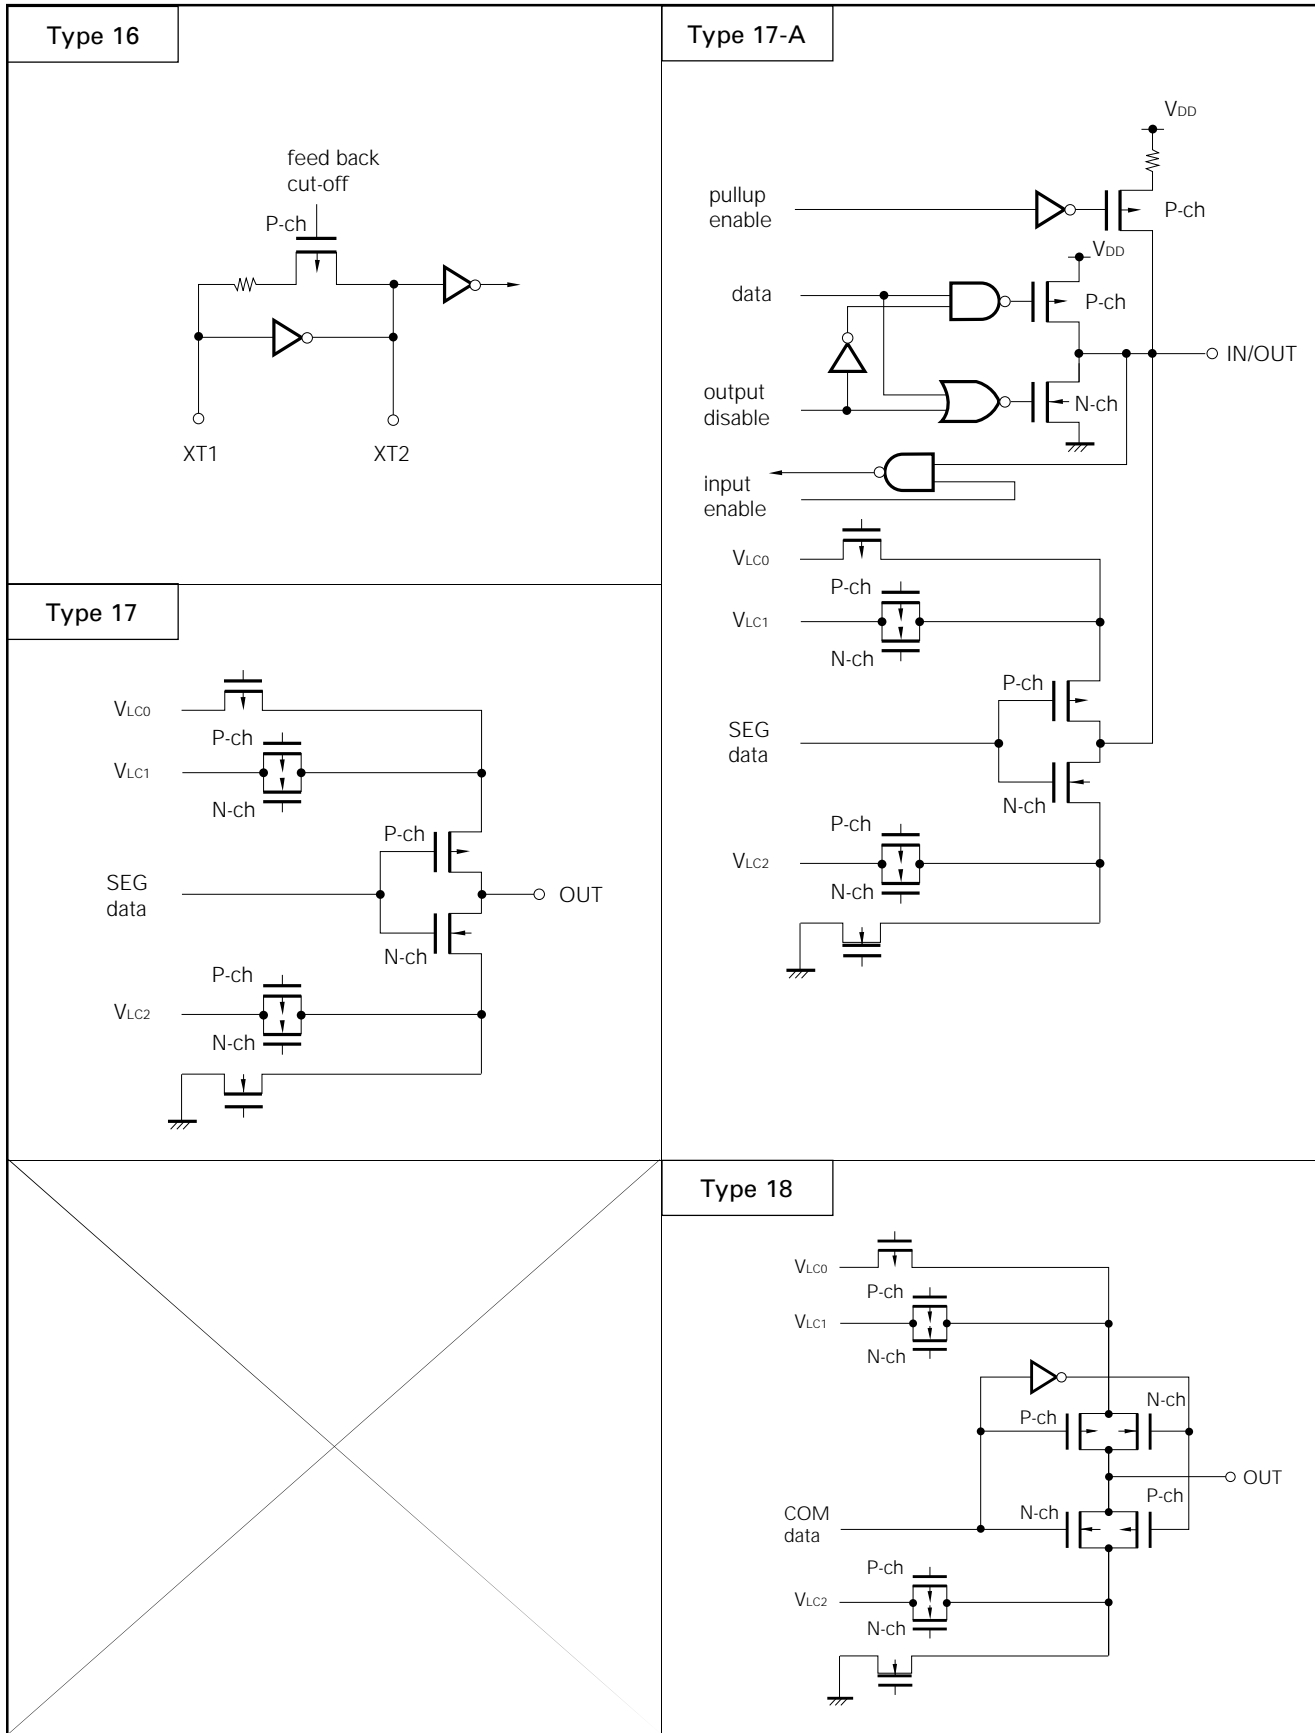 Type 16
feed back
cut-off
P-ch
XT1
XT2
Type 17-A
VDD
pullup
enable
P-ch
VDD
data
P-ch
IN/OUT
output
disable
N-ch
input
enable
VLC0
P-ch
VLC1
N-ch
P-ch
SEG
data
N-ch
P-ch
VLC2
N-ch
Type 17
VLC0
P-ch
VLC1
N-ch
P-ch
SEG
data
OUT
N-ch
P-ch
VLC2
N-ch
Type 18
VLC0
P-ch
VLC1
N-ch
N-ch
P-ch
OUT
P-ch
N-ch
COM
data
P-ch
VLC2
N-ch